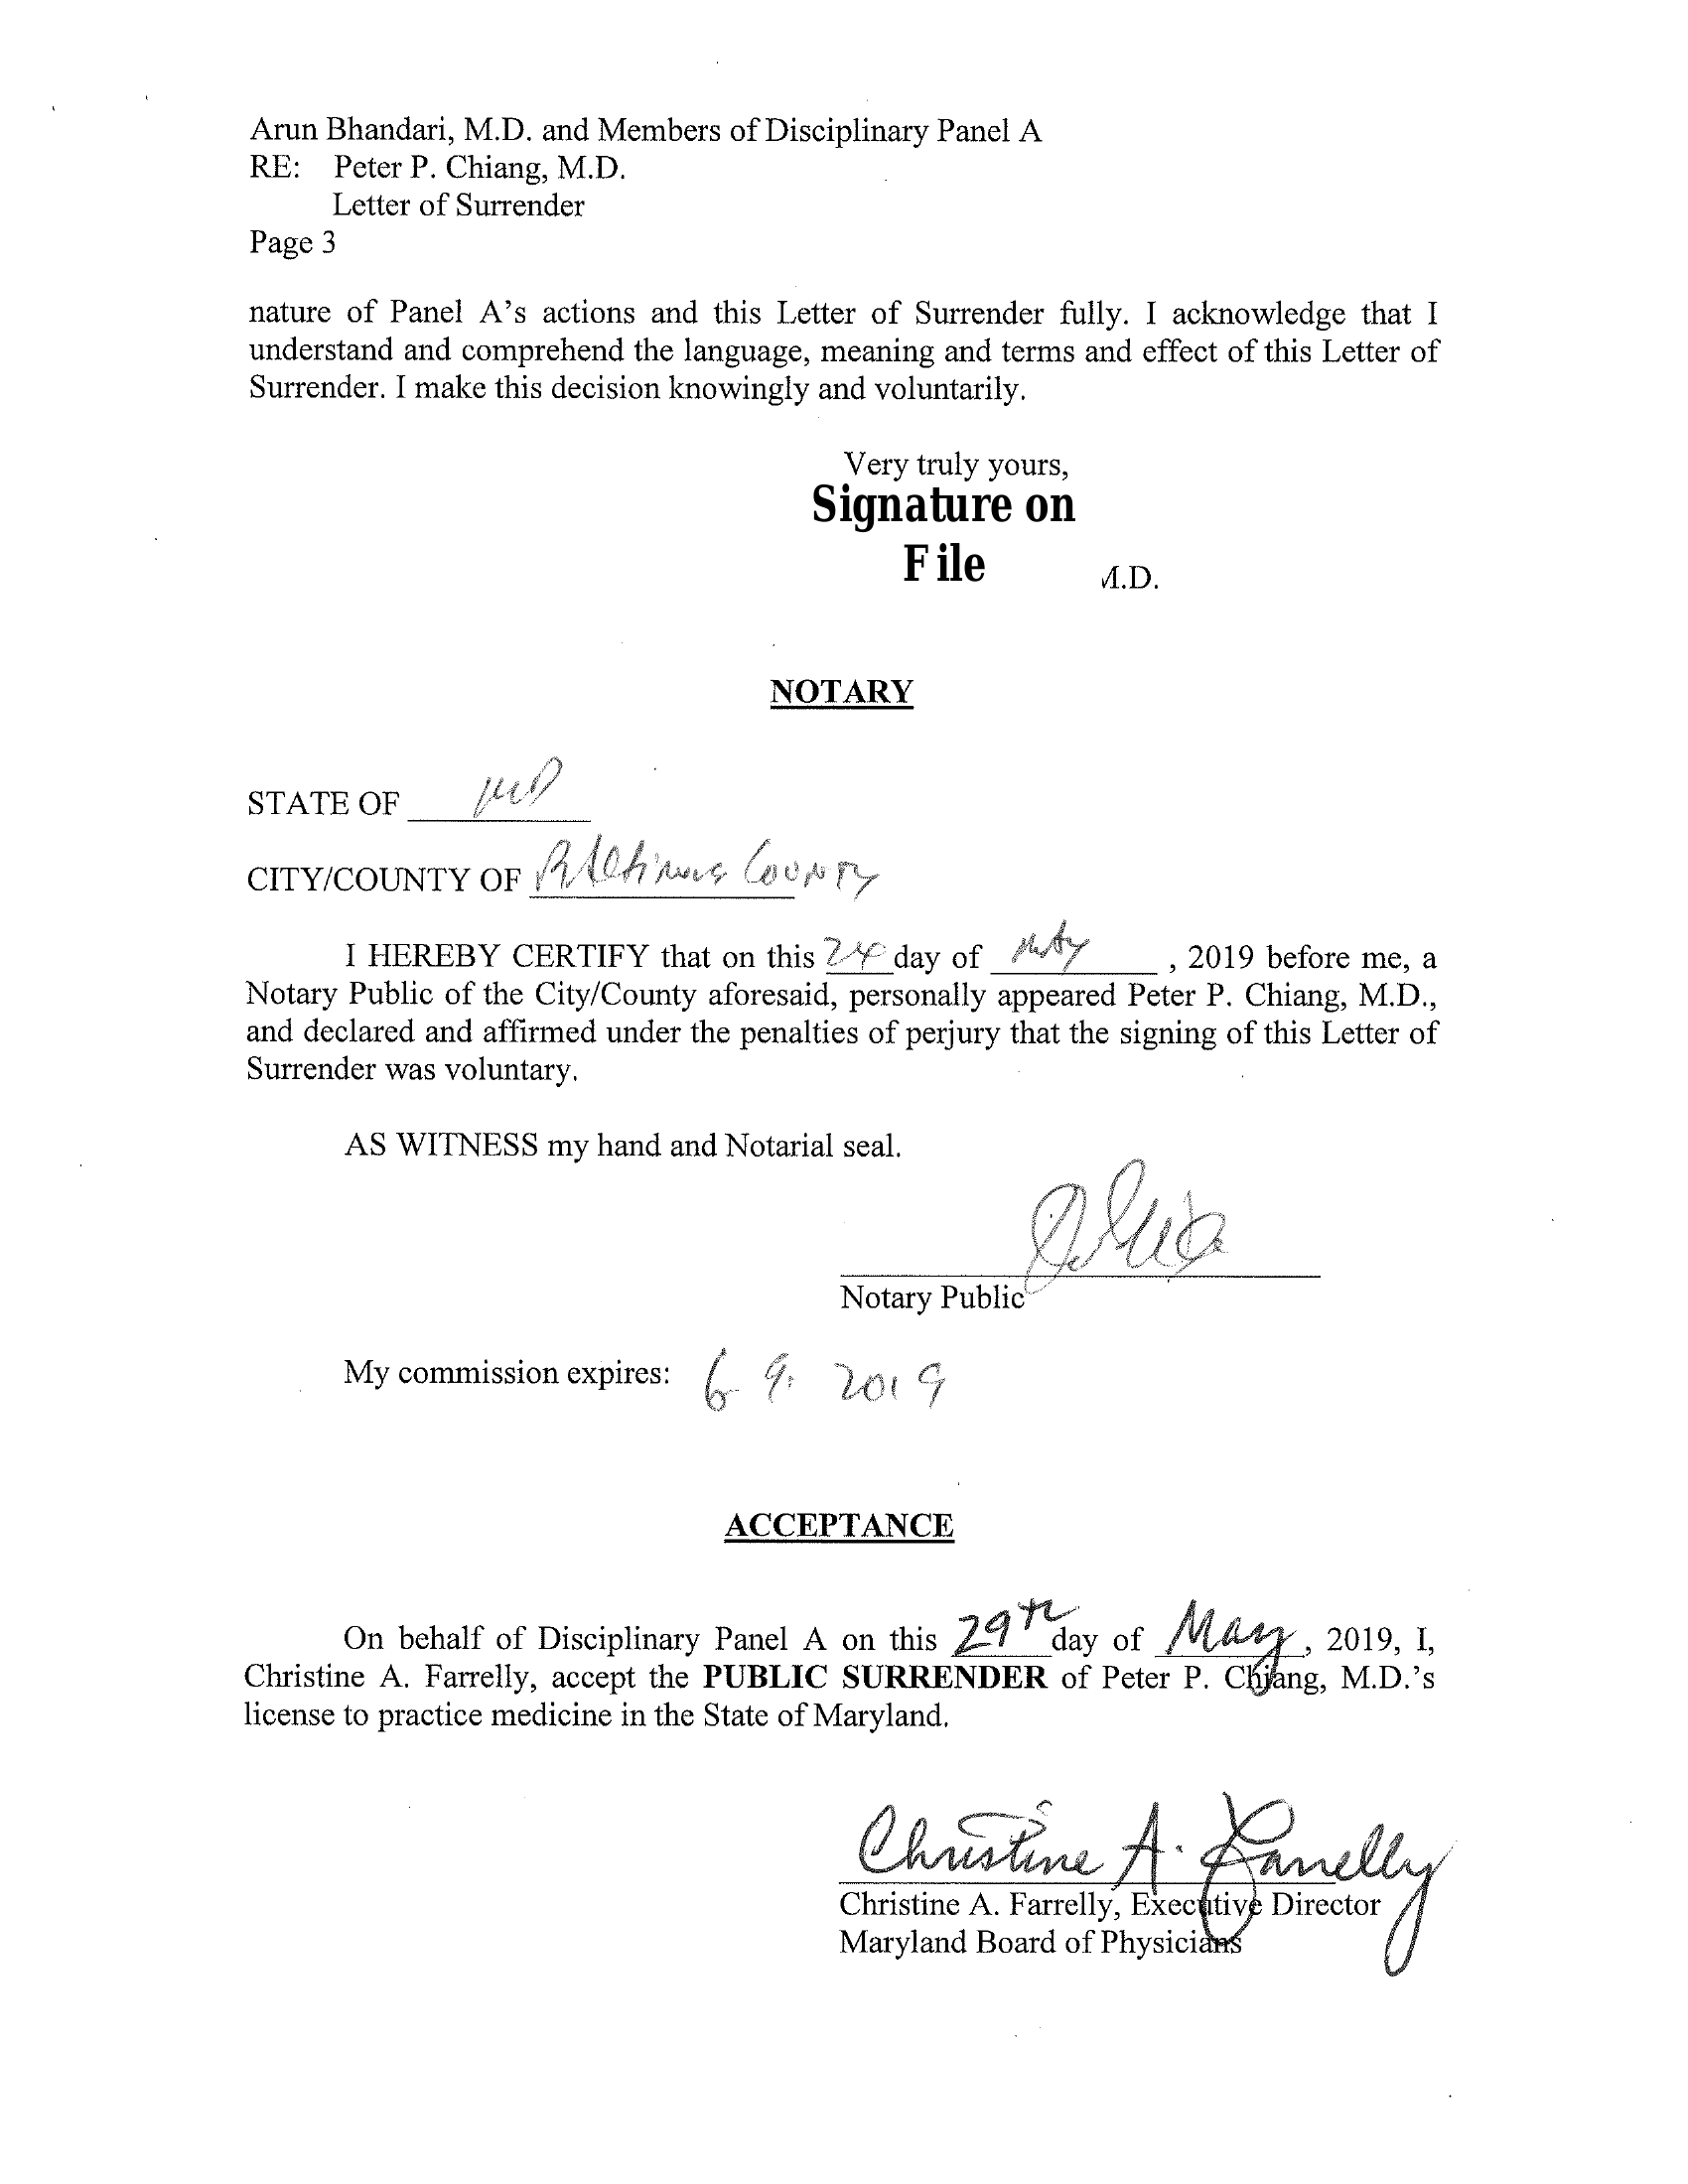 Arun Bhandari, M.D. and Members of Disciplinary Panel A
RE: Peter P. Chiang, M.D.
Letter of Surrender
Page 3
nature of Panel A's actions and this Letter of Surrender fully. I acknowledge that I
understand and comprehend the language, meaning and terms and effect of this Letter of
Surrender. I make this decision knowingly and voluntarily.
Very truly yours,
Signature on
File
M.D.
NOTARY
STATE OF MD
CITY/COUNTY OF Baltimore County
I HEREBY CERTIFY that on this 24 day of May, 2019 before me, a
Notary Public of the City/County aforesaid, personally appeared Peter P. Chiang, M.D.,
and declared and affirmed under the penalties of perjury that the signing of this Letter of
Surrender was voluntary.
AS WITNESS my hand and Notarial seal.
Notary Public
My commission expires: 6 9. 2019
ACCEPTANCE
On behalf of Disciplinary Panel A on this 29th day of May, 2019, I,
Christine A. Farrelly, accept the PUBLIC SURRENDER of Peter P. Chiang, M.D.'s
license to practice medicine in the State of Maryland.
Christine A. Farrelly
Christine A. Farrelly, Executive Director
Maryland Board of Physicians